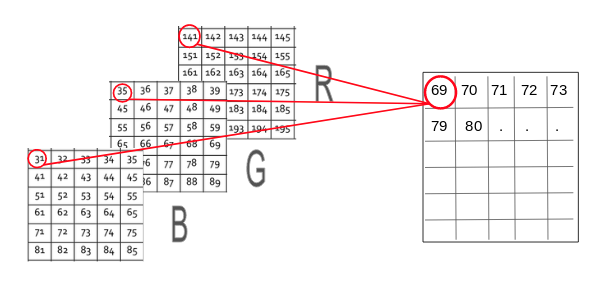 141 142 143 144 145
151 152 153 154 155
161 162 163 164 165
173 174 175
183 184 185
193 194 195
R
35 36 37 38 39
45 46 47 48 49
55 56 57 58 59
65 66 67 68 69
76 77 78 79
86 87 88 89
G
31 32 33 34 35
41 42 43 44 45
51 52 53 54 55
61 62 63 64 65
71 72 73 74 75
81 82 83 84 85
B
69 70 71 72 73
79 80 . . .